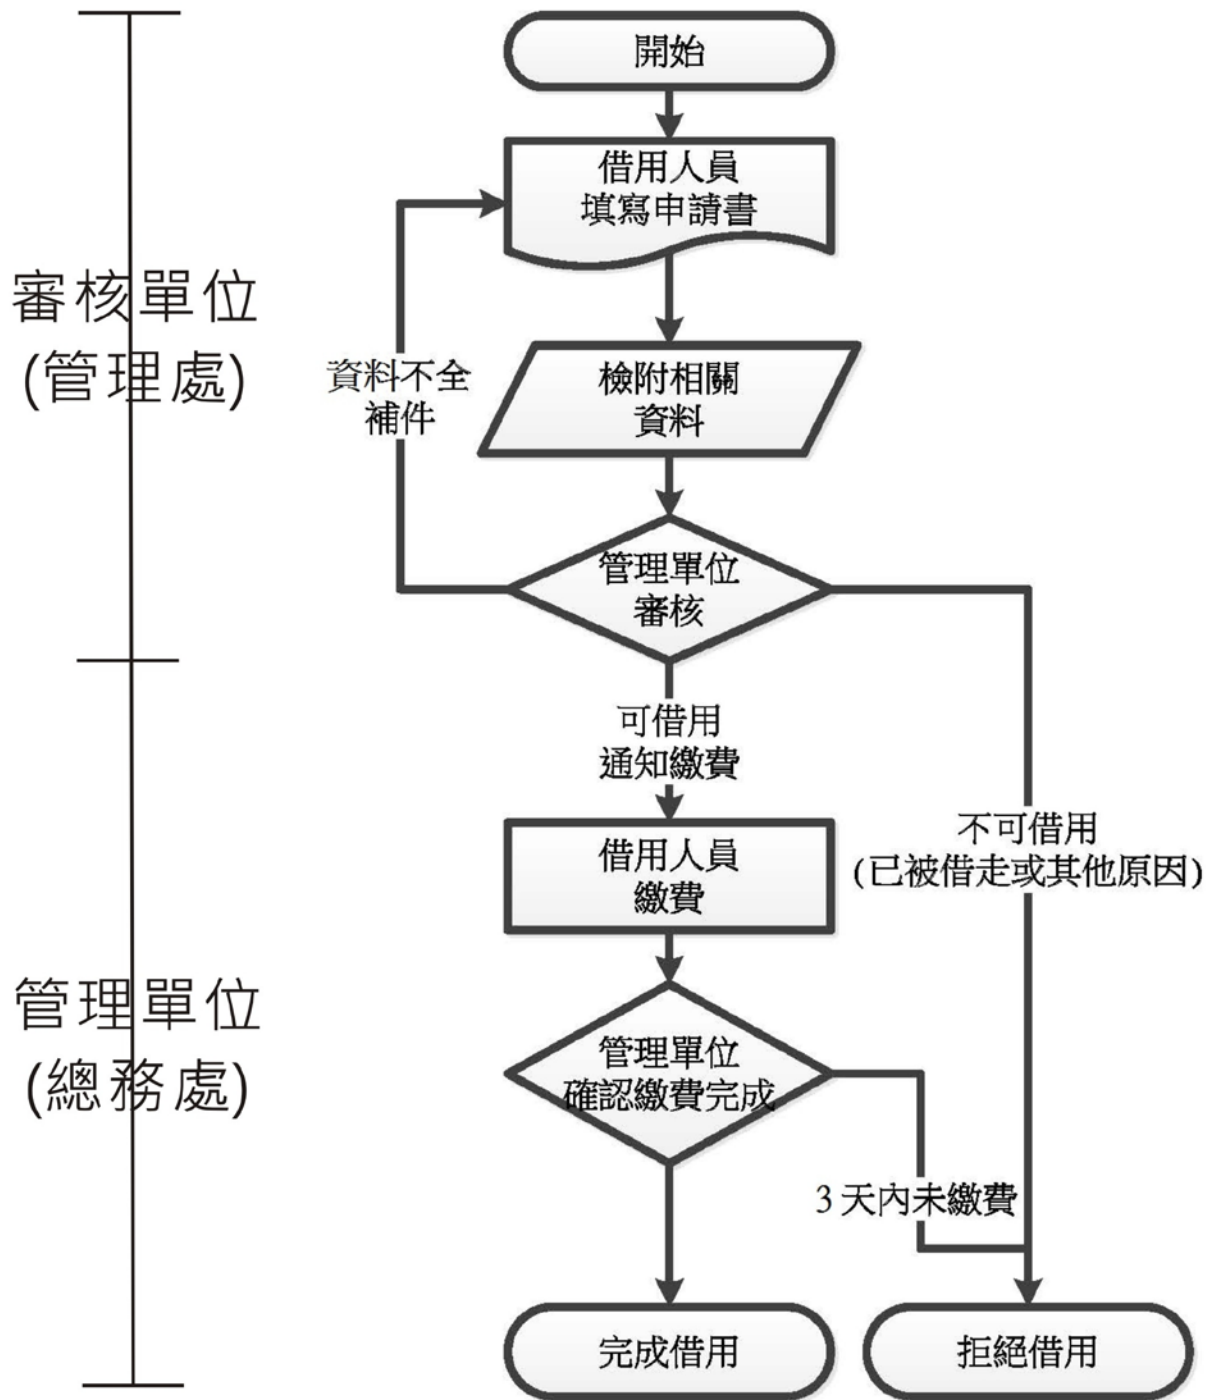 開始
借用人員
填寫申請書
審核單位
(管理處)
資料不全
補件
檢附相關
資料
管理單位
審核
可借用
通知繳費
不可借用
(已被借走或其他原因)
借用人員
繳費
管理單位
(總務處)
管理單位
確認繳費完成
3天內未繳費
完成借用
拒絕借用